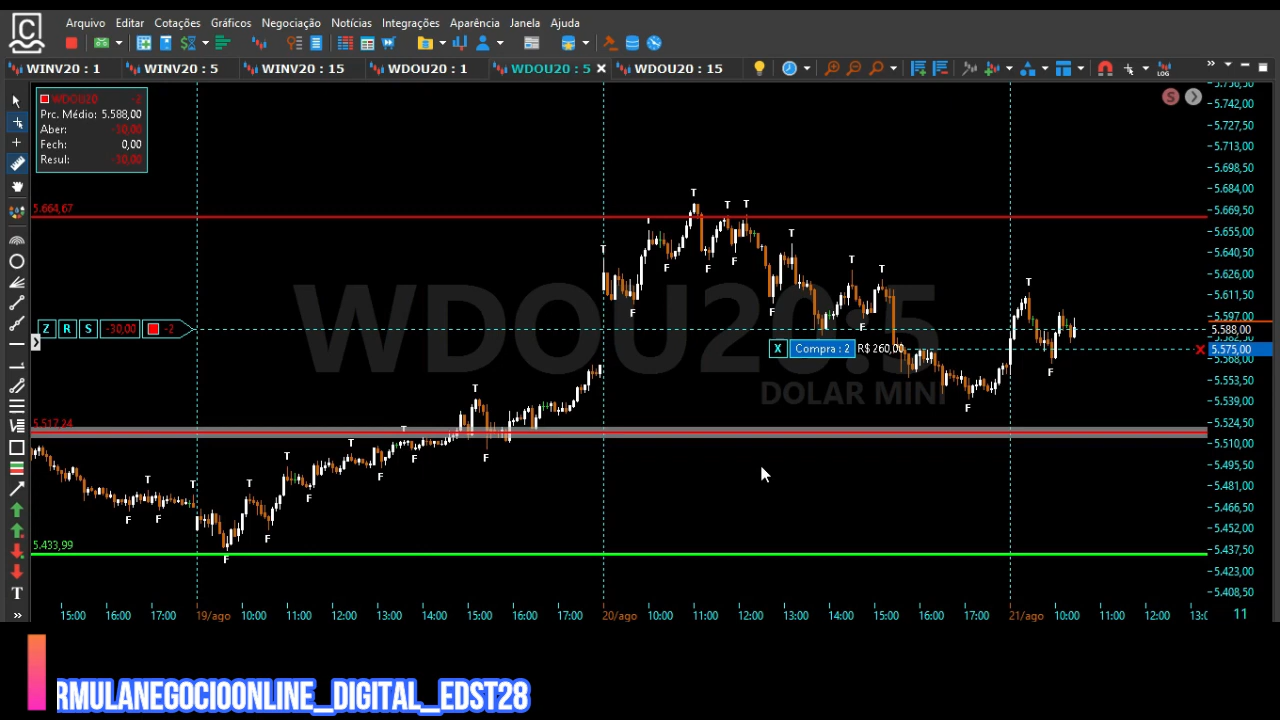 Arquivo Editar Cotações Gráficos Negociação Notícias Integrações Aparência Janela Ajuda
WINV20 : 1 WINV20 : 5 WINV20 : 15 WDOU20 : 1 WDOU20 : 5 WDOU20 : 15
LOG
WDOU20 -2
Prc. Médio: 5.588,00
Aber: -10,00
Fech: 0,00
Resul: -30,00
S
5.664,67
WDOU20:5
DOLAR MINI
Z R S -30,00 -2
X Compra : 2 R$ 260,00
5.517,24
5.433,99
5.742,00
5.727,50
5.713,00
5.698,50
5.684,00
5.669,50
5.655,00
5.640,50
5.626,00
5.611,50
5.597,00
5.588,00
5.575,00
5.568,00
5.553,50
5.539,00
5.524,50
5.510,00
5.495,50
5.481,00
5.466,50
5.452,00
5.437,50
5.423,00
5.408,50
15:00 16:00 17:00 19/ago 10:00 11:00 12:00 13:00 14:00 15:00 16:00 17:00 20/ago 10:00 11:00 12:00 13:00 14:00 15:00 16:00 17:00 21/ago 10:00 11:00 12:00 11
RMULANEGOCIOONLINE_DIGITAL_EDST28